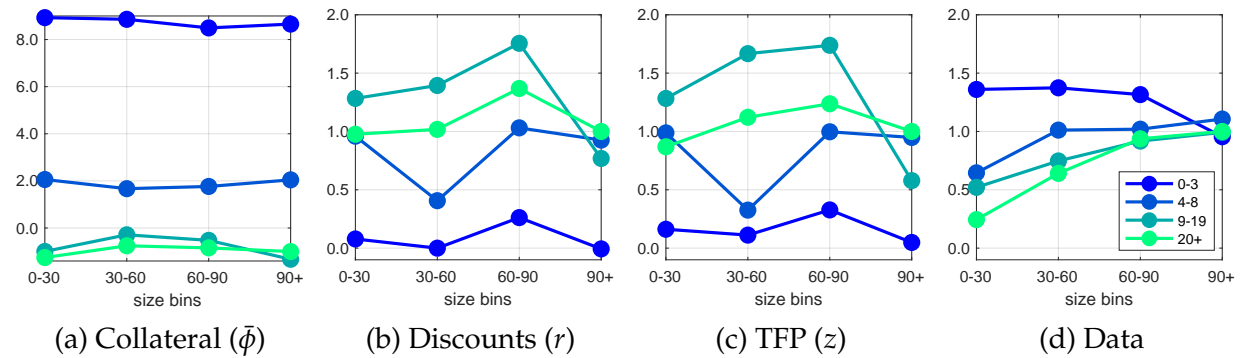 8.0
6.0
4.0
2.0
0.0
0-30 30-60 60-90 90+
size bins
(a) Collateral (ϕ̄)
2.0
1.5
1.0
0.5
0.0
0-30 30-60 60-90 90+
size bins
(b) Discounts (r)
2.0
1.5
1.0
0.5
0.0
0-30 30-60 60-90 90+
size bins
(c) TFP (z)
2.0
1.5
1.0
0.5
0.0
0-3
4-8
9-19
20+
0-30 30-60 60-90 90+
size bins
(d) Data